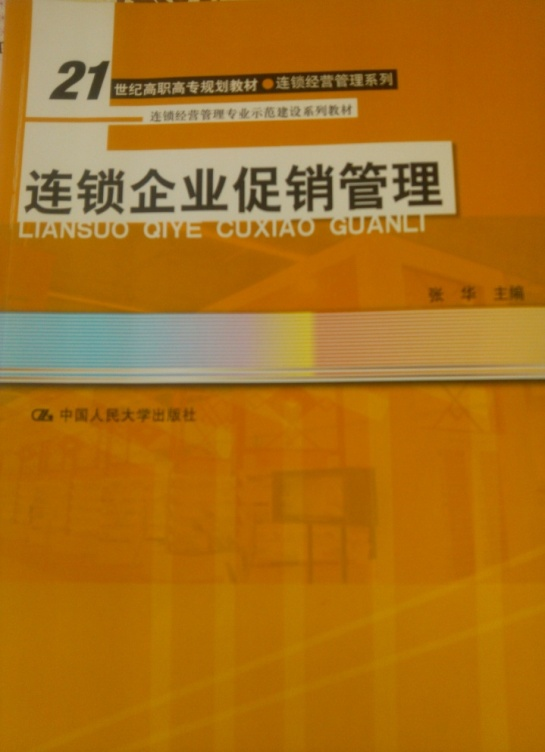 21世纪高职高专规划教材●连锁经营管理系列
连锁经营管理专业示范建设系列教材
连锁企业促销管理
LIANSUO QIYE CUXIAO GUANLI
张 华 主编
中国人民大学出版社